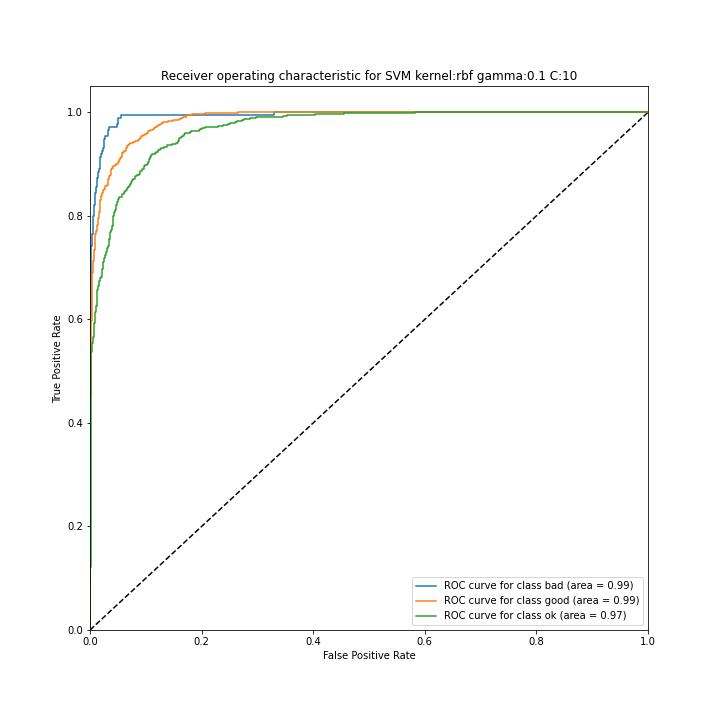 Receiver operating characteristic for SVM kernel:rbf gamma:0.1 C:10
True Positive Rate
1.0
0.8
0.6
0.4
0.2
0.0
ROC curve for class bad (area = 0.99)
ROC curve for class good (area = 0.99)
ROC curve for class ok (area = 0.97)
0.0 0.2 0.4 0.6 0.8 1.0
False Positive Rate